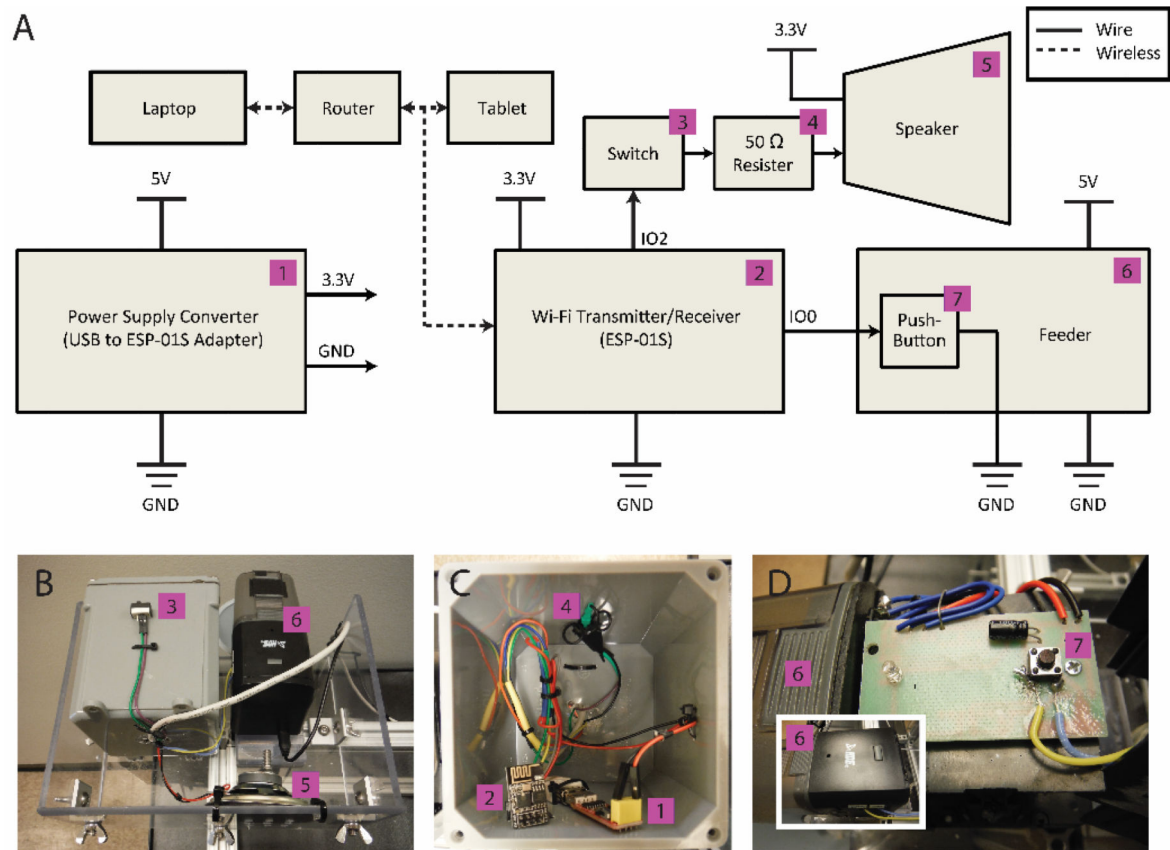 A
Wire
Wireless
Laptop
Router
Tablet
3.3V
5
Speaker
3
Switch
4
50 Ω
Resister
5V
1
3.3V
Power Supply Converter
(USB to ESP-01S Adapter)
GND
GND
3.3V
IO2
2
Wi-Fi Transmitter/Receiver
(ESP-01S)
IO0
GND
5V
6
7
Push-
Button
Feeder
GND
GND
B
3
6
5
C
4
2
1
D
7
6
6